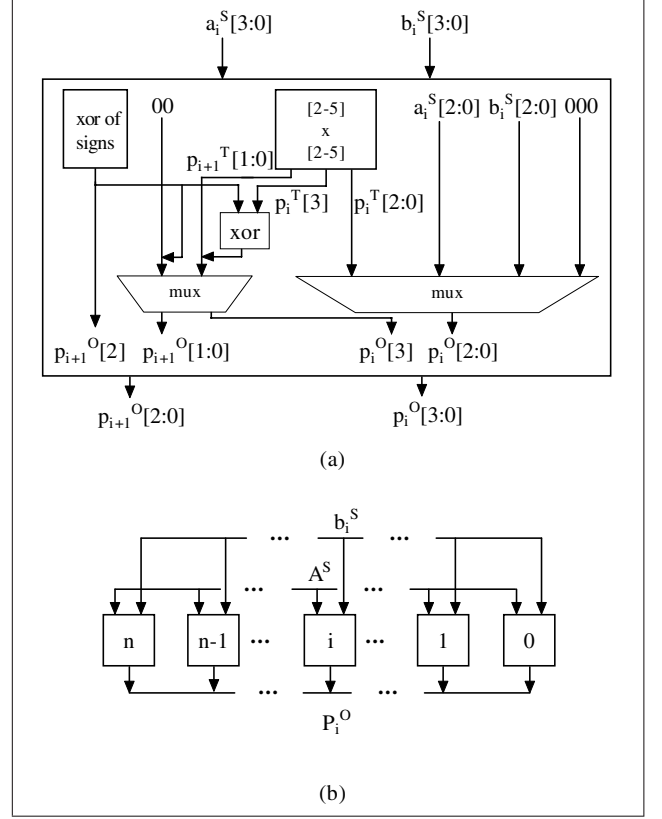 a_i^S[3:0] b_i^S[3:0]
xor of signs
00
[2-5] x [2-5]
a_i^S[2:0] b_i^S[2:0] 000
p_{i+1}^T[1:0]
p_i^T[3]
p_i^T[2:0]
xor
mux
mux
p_{i+1}^O[2] p_{i+1}^O[1:0] p_i^O[3] p_i^O[2:0]
p_{i+1}^O[2:0] p_i^O[3:0]
(a)
... b_i^S ...
... A^S ...
n n-1 ... i ... 1 0
... ...
P_i^O
(b)